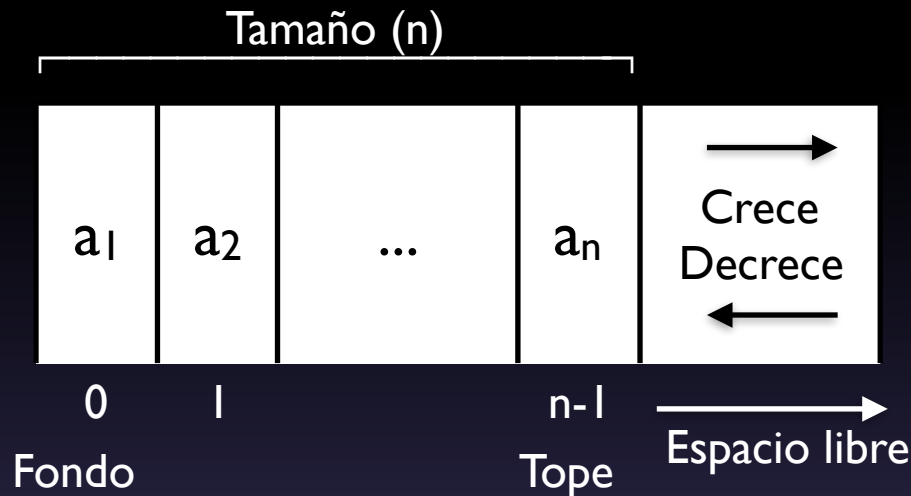 Tamaño (n)
a1 a2 ... an
Crece
Decrece
0 1 n-1
Espacio libre
Fondo Tope